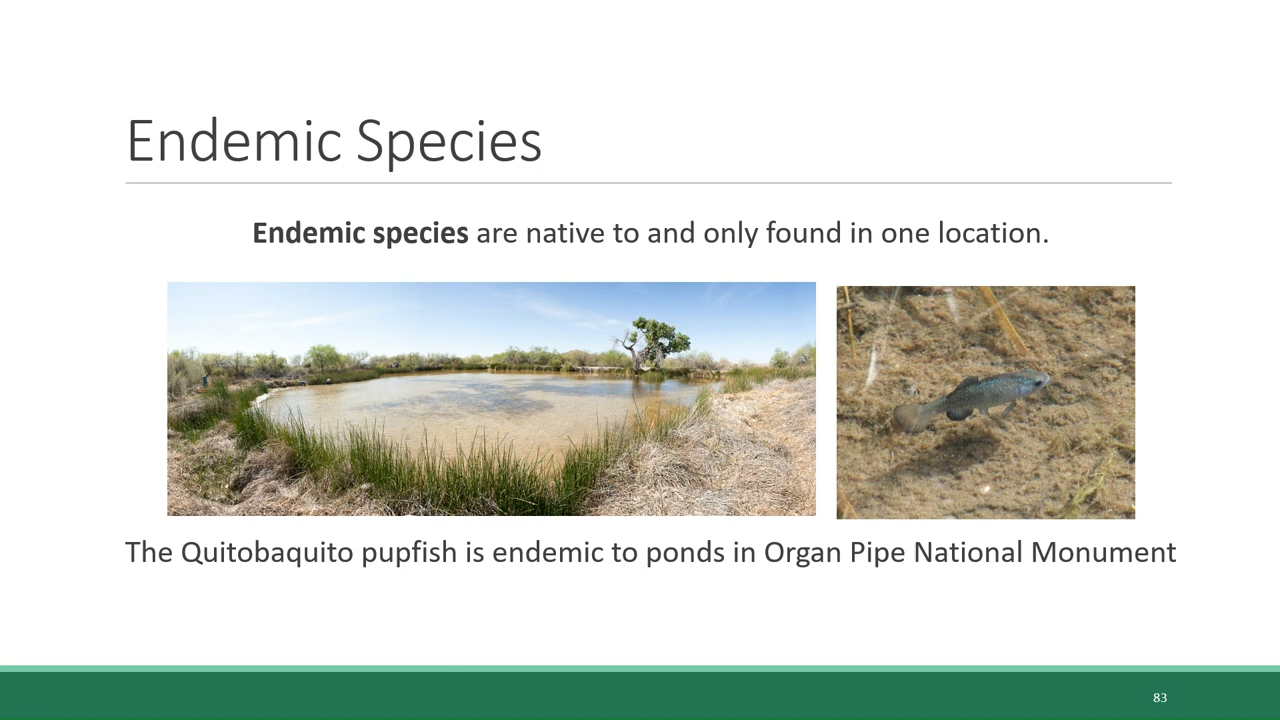 Endemic Species
Endemic species are native to and only found in one location.
The Quitobaquito pupfish is endemic to ponds in Organ Pipe National Monument
83